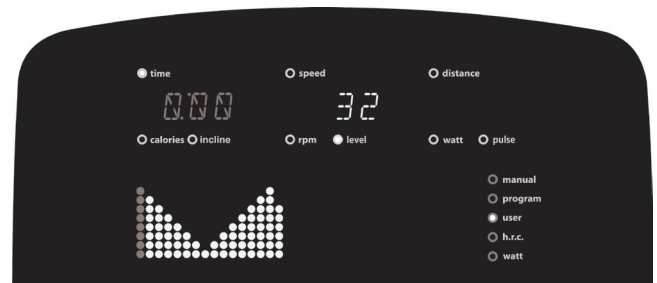 time speed distance
0:00 32
calories incline rpm level watt pulse
manual
program
user
h.r.c.
watt